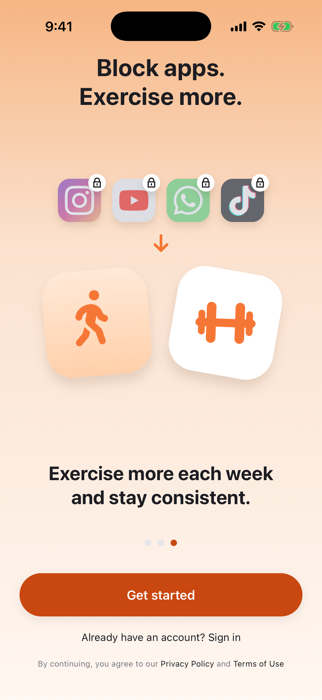 9:41
Block apps.
Exercise more.
Exercise more each week
and stay consistent.
Get started
Already have an account? Sign in
By continuing, you agree to our Privacy Policy and Terms of Use